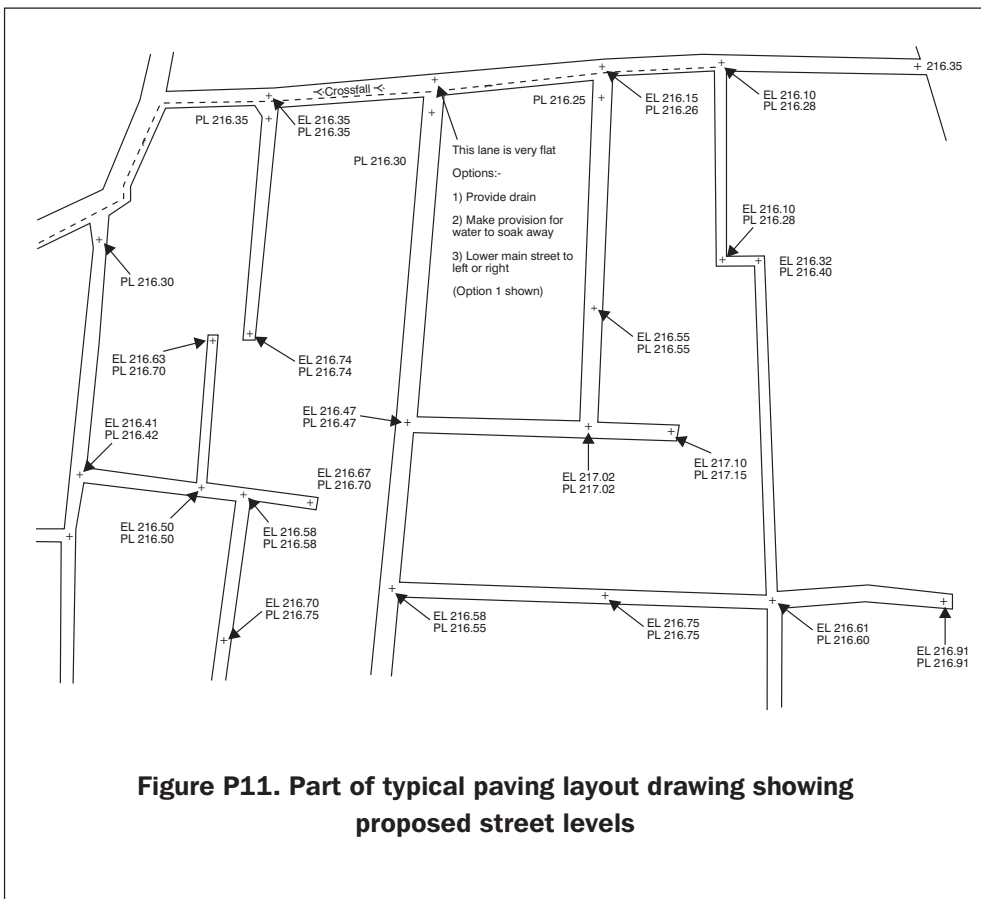 216.35
Crossfall
PL 216.35
EL 216.35
PL 216.35
PL 216.30
PL 216.25
EL 216.15
PL 216.26
EL 216.10
PL 216.28
This lane is very flat
Options:-
1) Provide drain
2) Make provision for
water to soak away
3) Lower main street to
left or right
(Option 1 shown)
EL 216.10
PL 216.28
EL 216.32
PL 216.40
PL 216.30
EL 216.63
PL 216.70
EL 216.74
PL 216.74
EL 216.55
PL 216.55
EL 216.41
PL 216.42
EL 216.47
PL 216.47
EL 216.67
PL 216.70
EL 217.02
PL 217.02
EL 217.10
PL 217.15
EL 216.50
PL 216.50
EL 216.58
PL 216.58
EL 216.70
PL 216.75
EL 216.58
PL 216.55
EL 216.75
PL 216.75
EL 216.61
PL 216.60
EL 216.91
PL 216.91
Figure P11. Part of typical paving layout drawing showing
proposed street levels